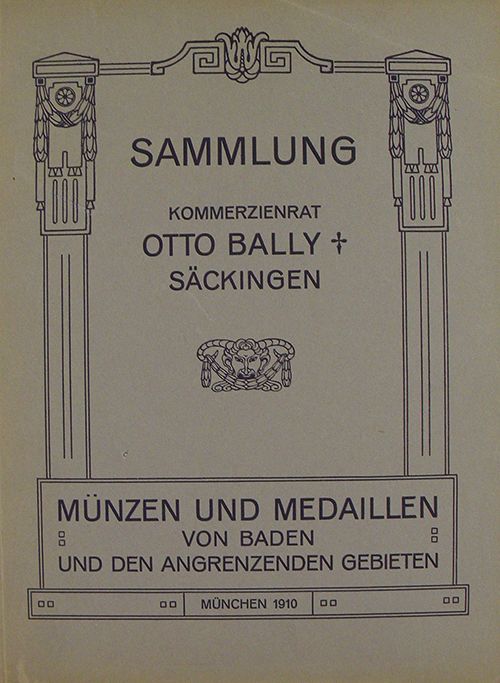 SAMMLUNG
KOMMERZIENRAT
OTTO BALLY †
SÄCKINGEN
MÜNZEN UND MEDAILLEN
VON BADEN
UND DEN ANGRENZENDEN GEBIETEN
MÜNCHEN 1910